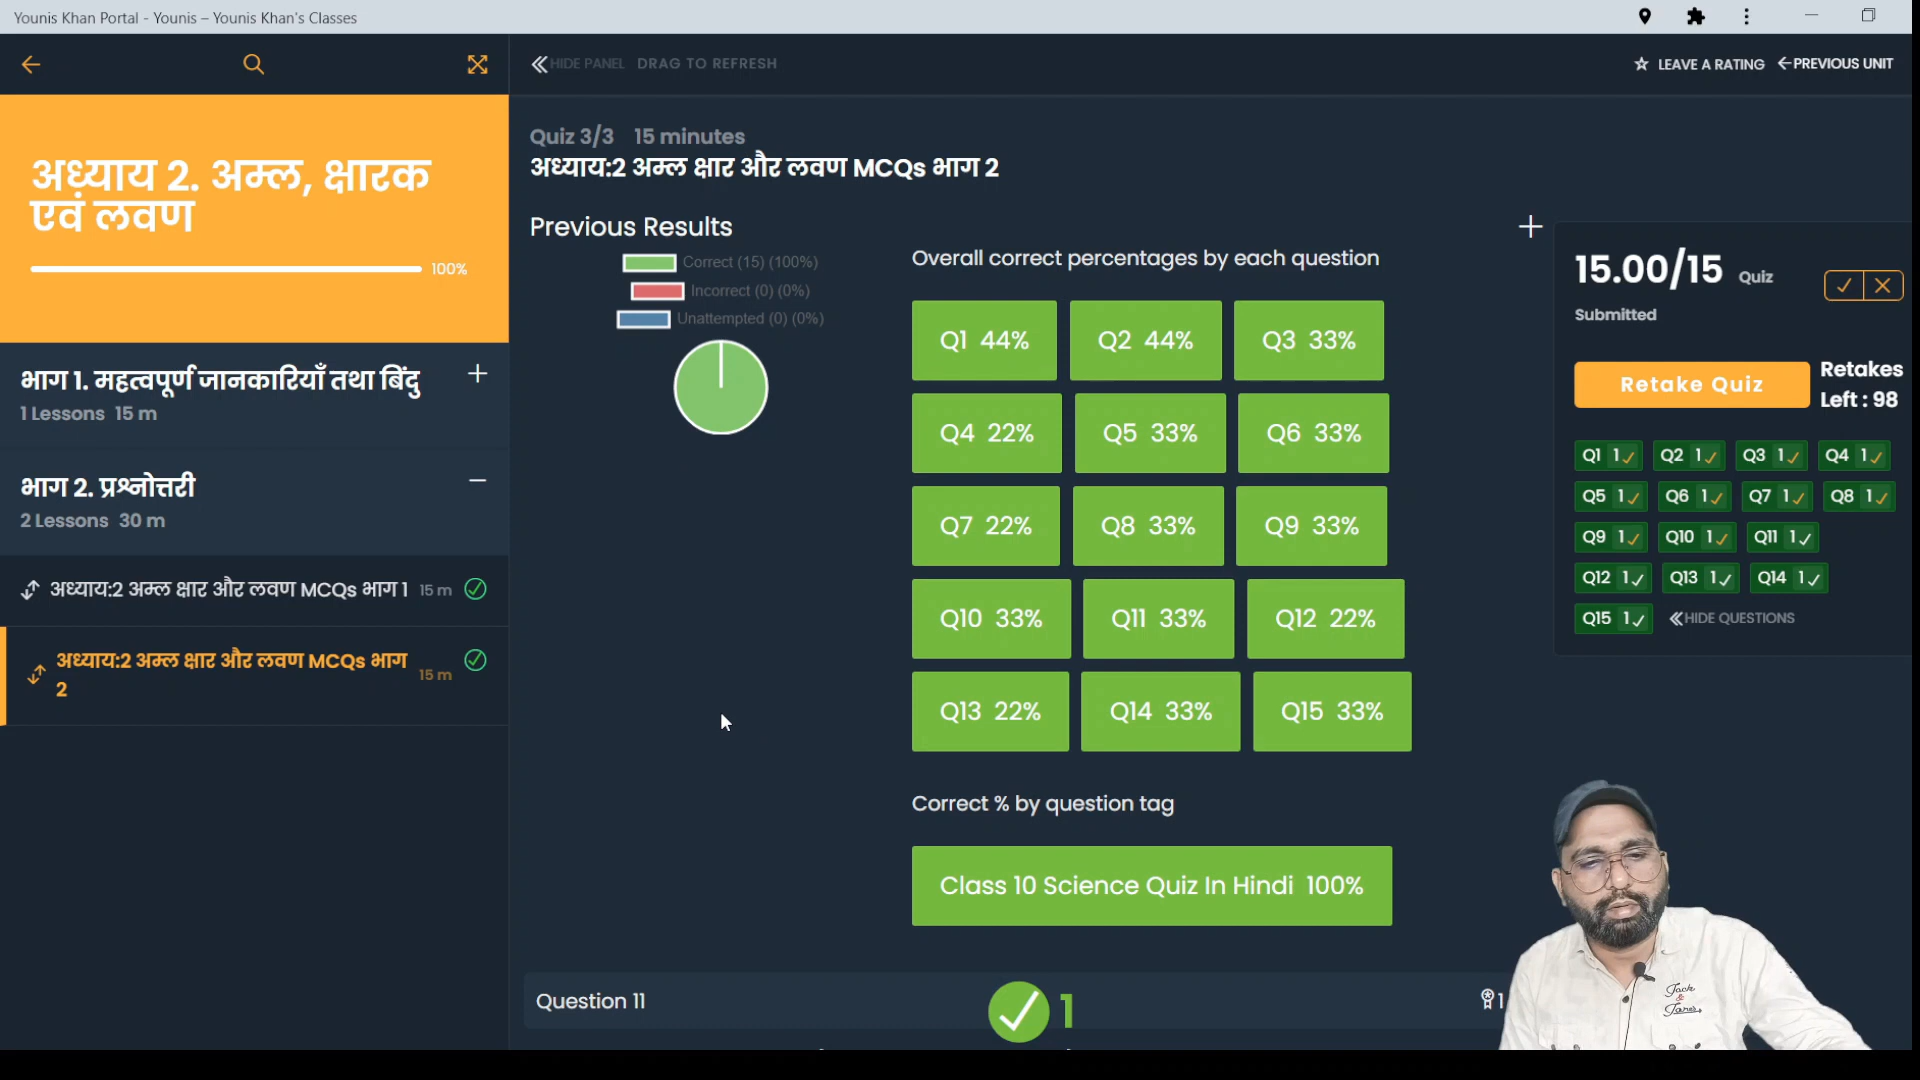 Younis Khan Portal - Younis – Younis Khan's Classes
HIDE PANEL DRAG TO REFRESH
LEAVE A RATING PREVIOUS UNIT
अध्याय 2. अम्ल, क्षारक
एवं लवण
100%
भाग 1. महत्वपूर्ण जानकारियाँ तथा बिंदु
1 Lessons 15 m
भाग 2. प्रश्नोत्तरी
2 Lessons 30 m
अध्याय:2 अम्ल क्षार और लवण MCQs भाग 1 15 m
अध्याय:2 अम्ल क्षार और लवण MCQs भाग
2
15 m
Quiz 3/3 15 minutes
अध्याय:2 अम्ल क्षार और लवण MCQs भाग 2
Previous Results
Correct (15) (100%)
Incorrect (0) (0%)
Unattempted (0) (0%)
Overall correct percentages by each question
Q1 44% Q2 44% Q3 33%
Q4 22% Q5 33% Q6 33%
Q7 22% Q8 33% Q9 33%
Q10 33% Q11 33% Q12 22%
Q13 22% Q14 33% Q15 33%
Correct % by question tag
Class 10 Science Quiz In Hindi 100%
Question 11
1
1
15.00/15 Quiz
Submitted
Retake Quiz
Retakes
Left : 98
Q1 1 Q2 1 Q3 1 Q4 1
Q5 1 Q6 1 Q7 1 Q8 1
Q9 1 Q10 1 Q11 1
Q12 1 Q13 1 Q14 1
Q15 1 HIDE QUESTIONS
Jack
&
Jones